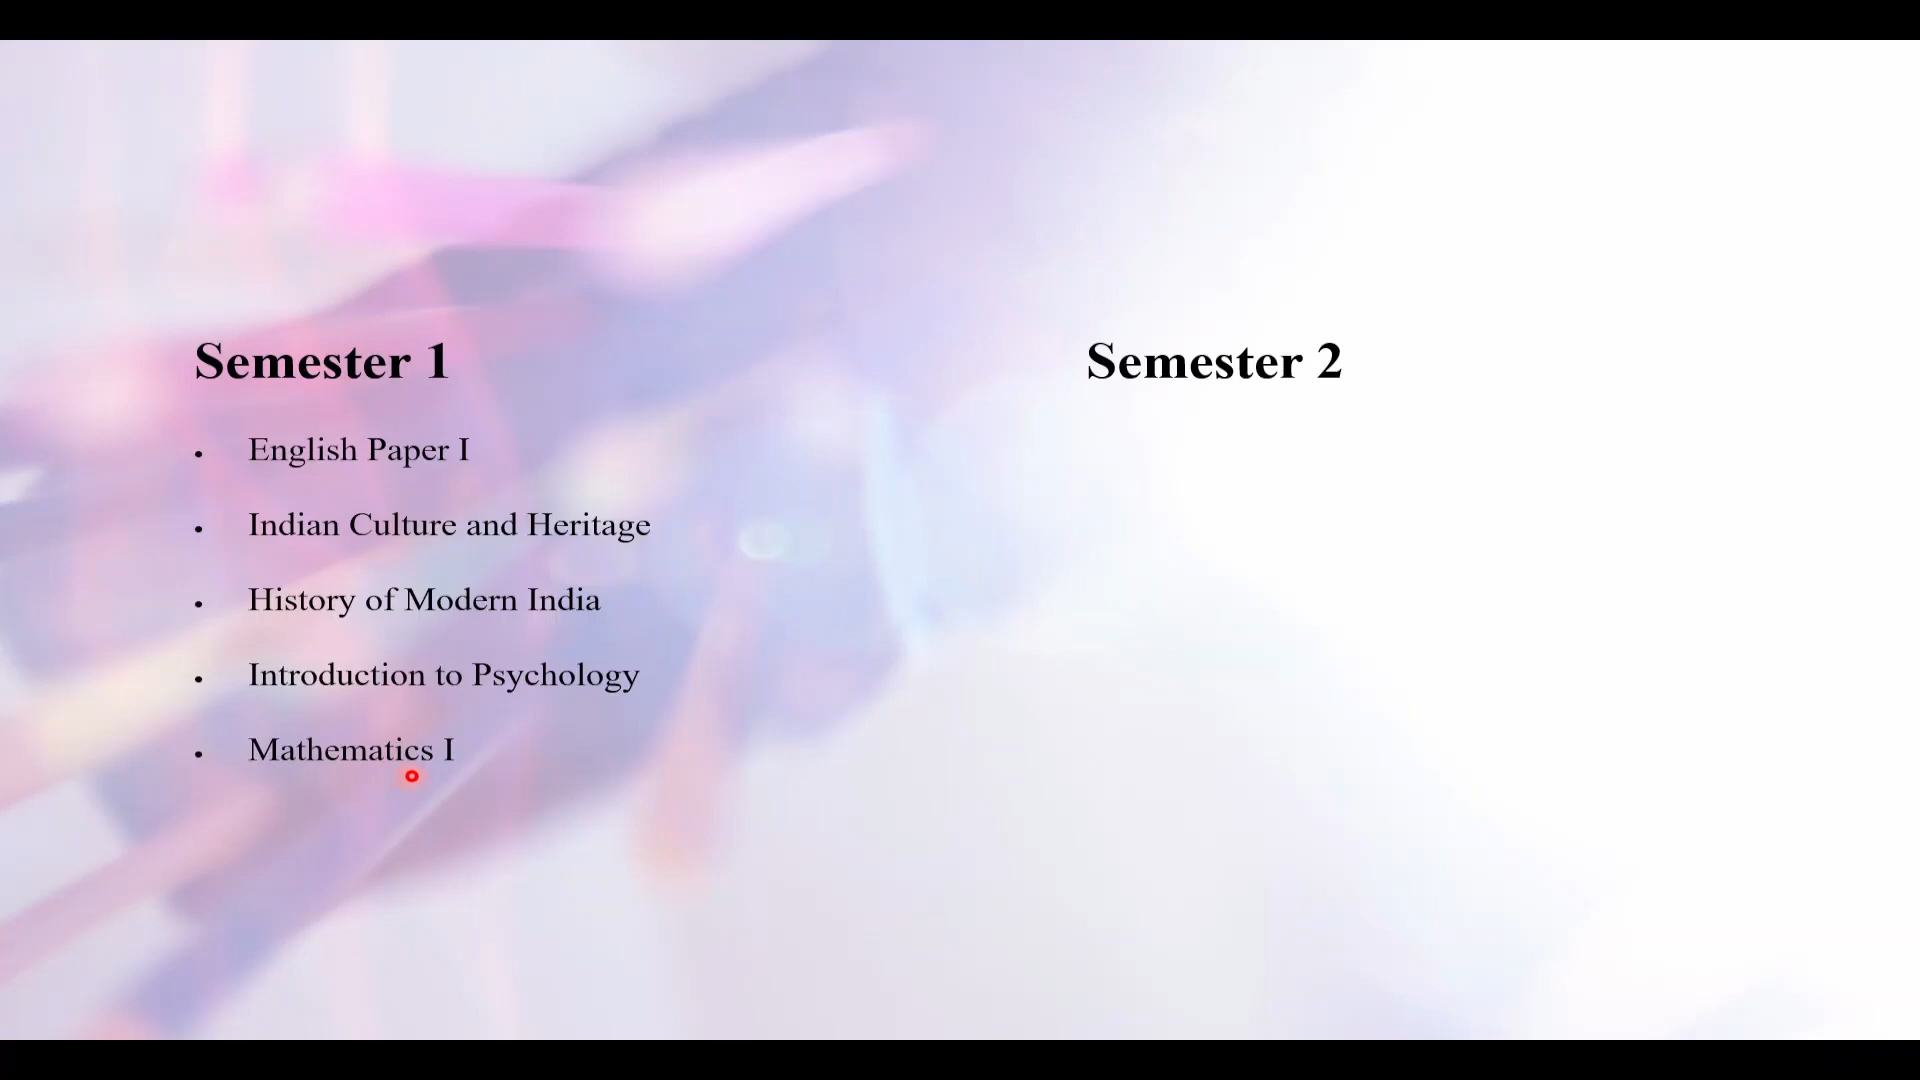 Semester 1
• English Paper I
• Indian Culture and Heritage
• History of Modern India
• Introduction to Psychology
• Mathematics I
Semester 2